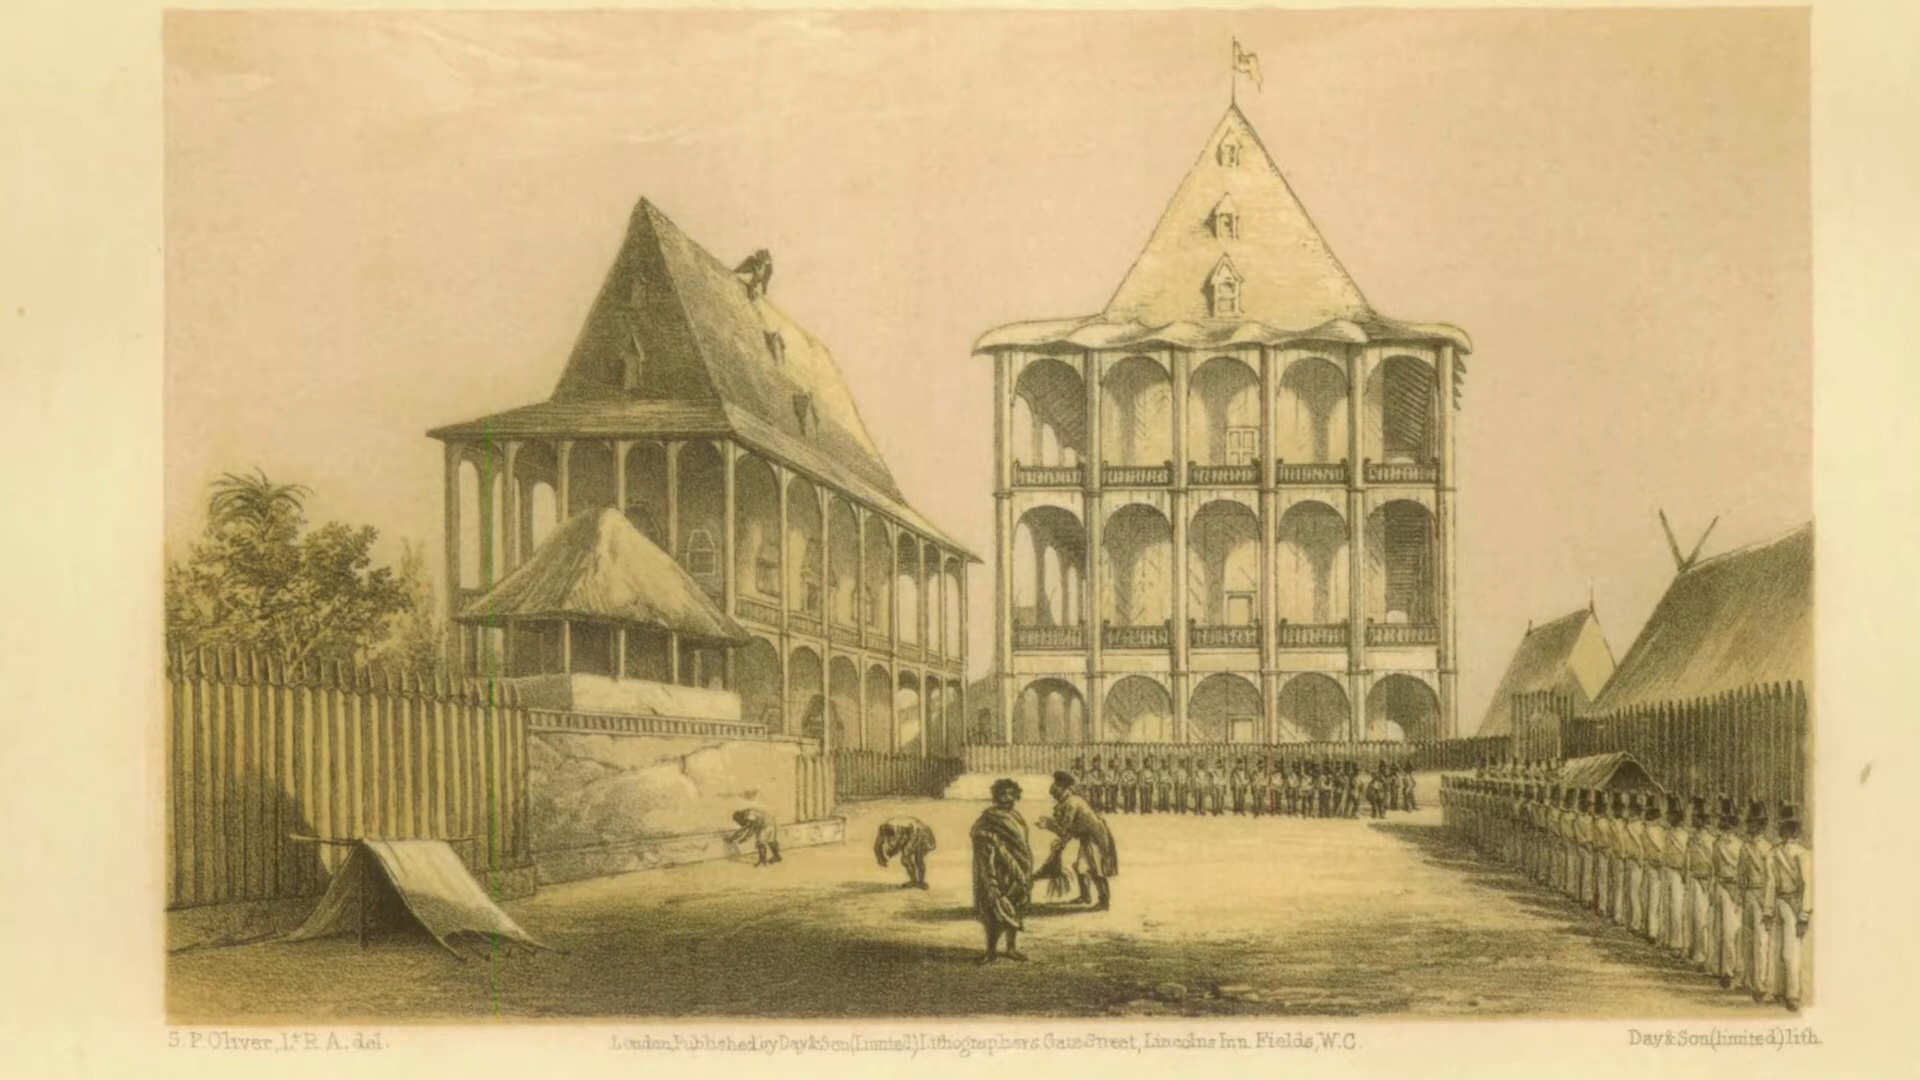 S. P. Oliver, Lt R. A. del.
London, Published by Day & Son (Limited) Lithographers Gate Street, Lincolns Inn Fields, W.C.
Day & Son (limited) lith.